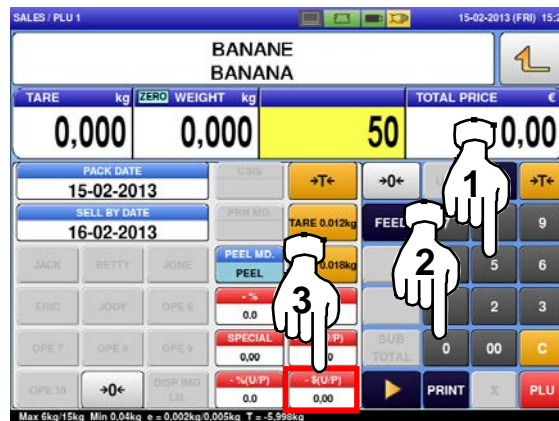 SALES / PLU 1
15-02-2013 (FRI) 15:2
BANANE
BANANA
TARE kg
ZERO WEIGHT kg
TOTAL PRICE €
0,000
0,000
50
0,00
PACK DATE
15-02-2013
SELL BY DATE
16-02-2013
→T←
→0←
→T←
PRN MD.
TARE 0.012kg
FEED
7
9
JACK
BETTY
JONE
PEEL MD.
PEEL
0.018kg
5
6
ERIC
JODY
OPE 5
- %
0.0
2
3
OPE 7
OPE 8
OPE 9
SPECIAL
0,00
SUB
TOTAL
0
00
C
OPE 10
→0←
DISP IMG
- %(U/P)
0.0
- $(U/P)
0,00
PRINT
X
PLU
1
2
3
Max 6kg/15kg Min 0,04kg e = 0,002kg/0,005kg T = -5,998kg